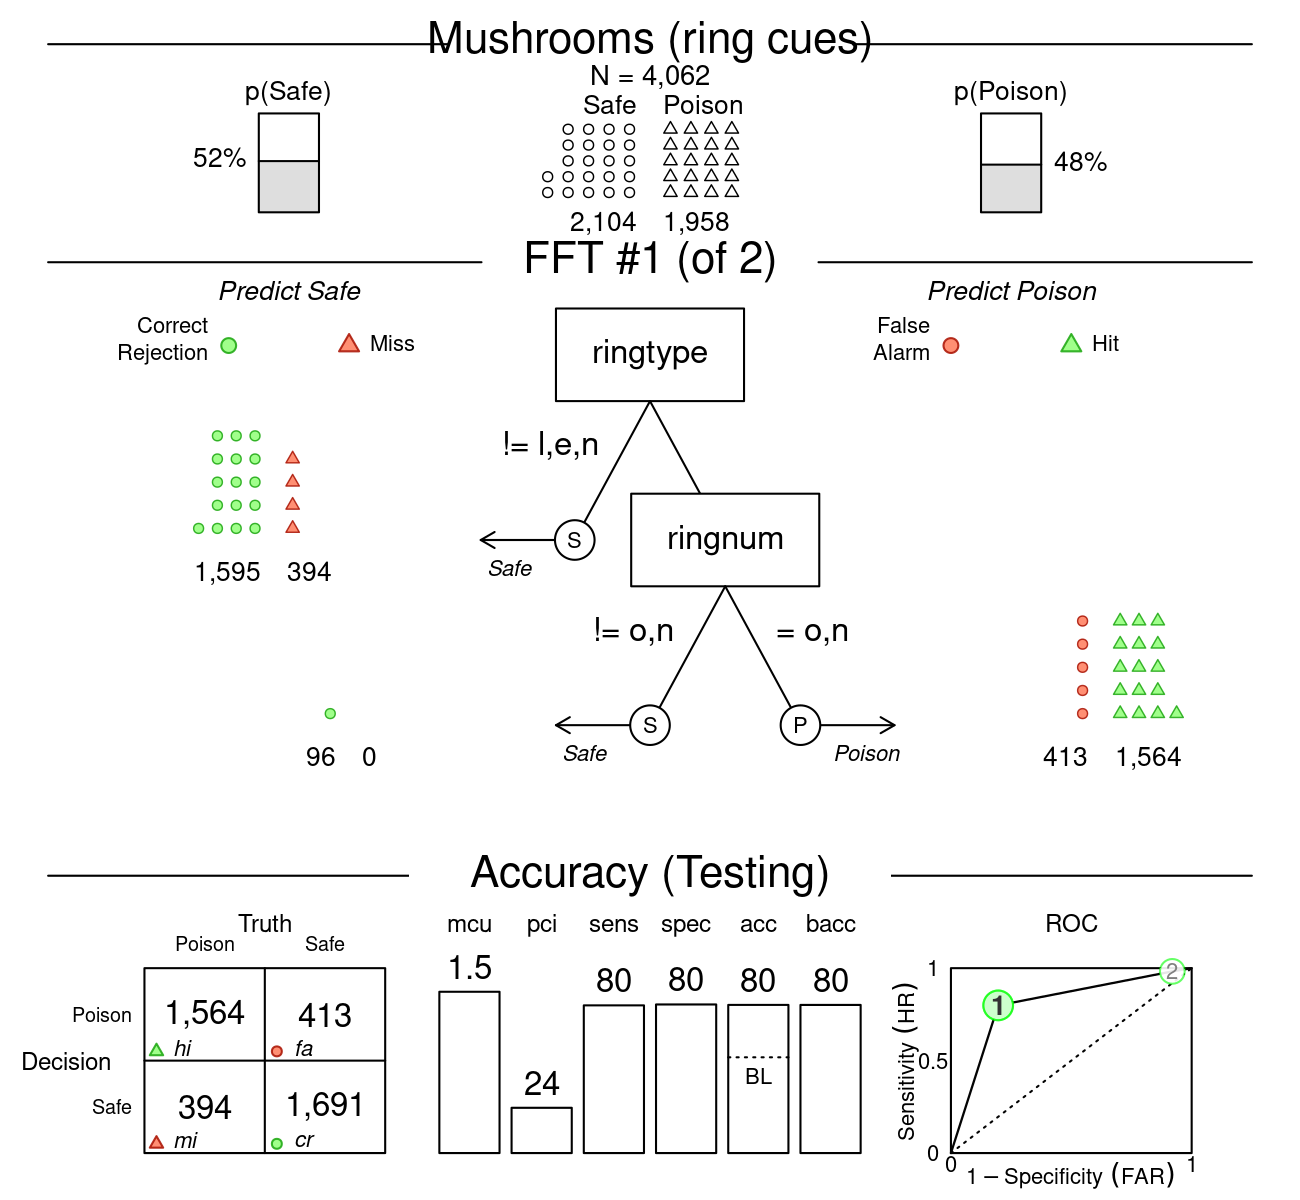 Mushrooms (ring cues)
N = 4,062
p(Safe)
Safe Poison
p(Poison)
52%
48%
2,104 1,958
FFT #1 (of 2)
Predict Safe
Predict Poison
Correct
Rejection
Miss
False
Alarm
Hit
ringtype
!= l,e,n
S
Safe
ringnum
1,595 394
!= o,n
= o,n
S
Safe
P
Poison
96 0
413 1,564
Accuracy (Testing)
Truth
Poison Safe
Decision
Poison
1,564
hi
413
fa
Safe
394
mi
1,691
cr
mcu pci sens spec acc bacc
1.5 24 80 80 80 80
BL
ROC
1
0.5
0
Sensitivity (HR)
1
2
0 1
1 – Specificity (FAR)